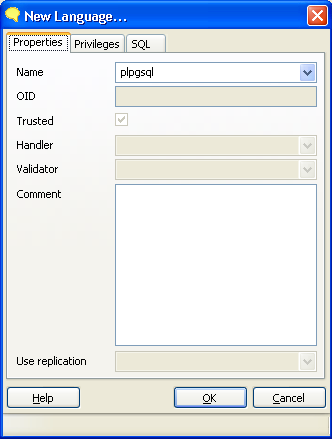 New Language...
Properties Privileges SQL
Name plpgsql
OID
Trusted
Handler
Validator
Comment
Use replication
Help OK Cancel